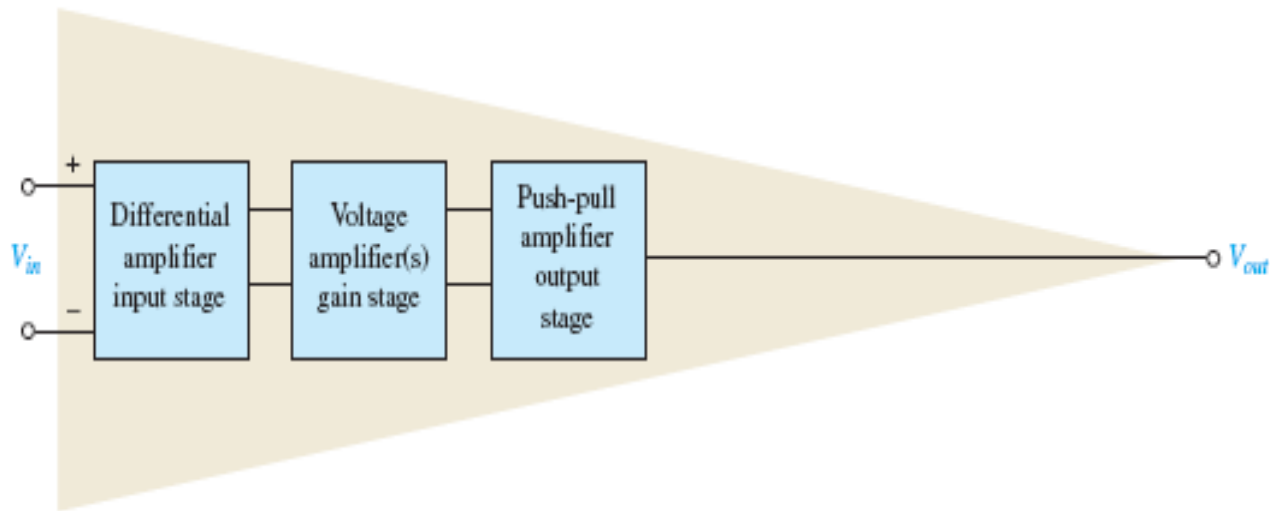 +
Differential
amplifier
input stage
Voltage
amplifier(s)
gain stage
Push-pull
amplifier
output
stage
V_in
V_out
−